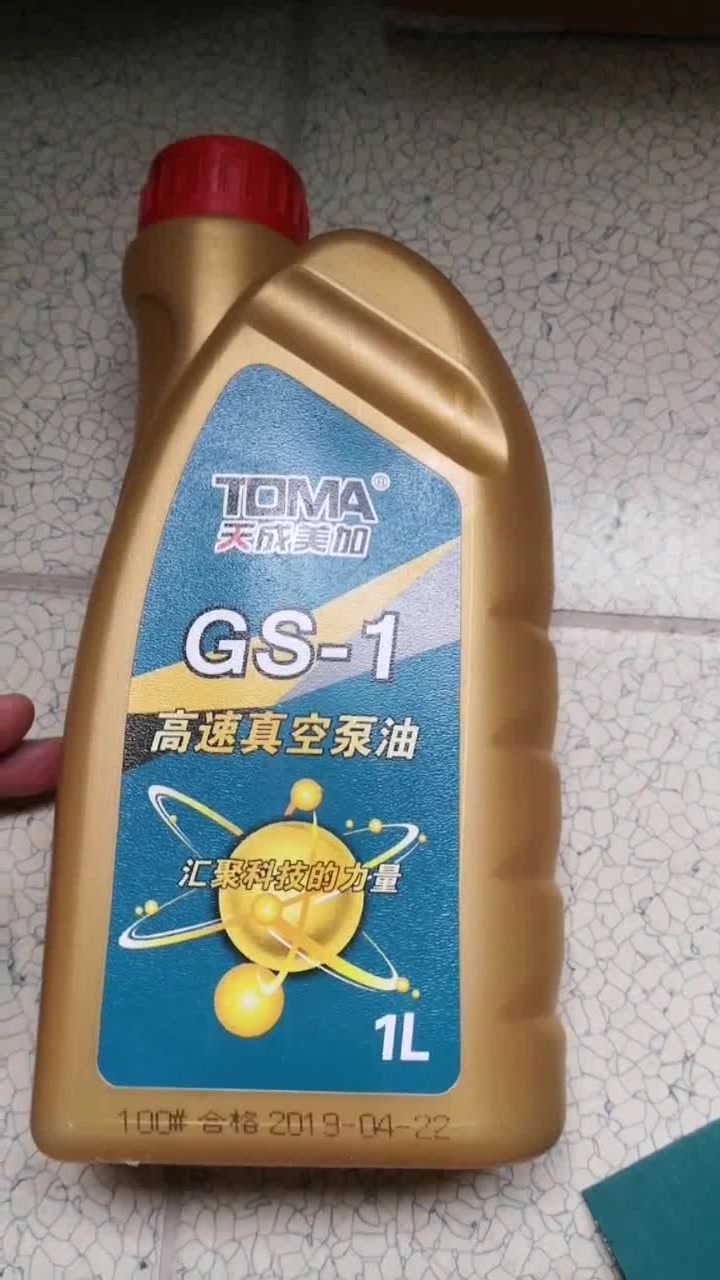 TOMA®
天成美加
GS-1
高速真空泵油
汇聚科技的力量
1L
100# 合格 2019-04-22